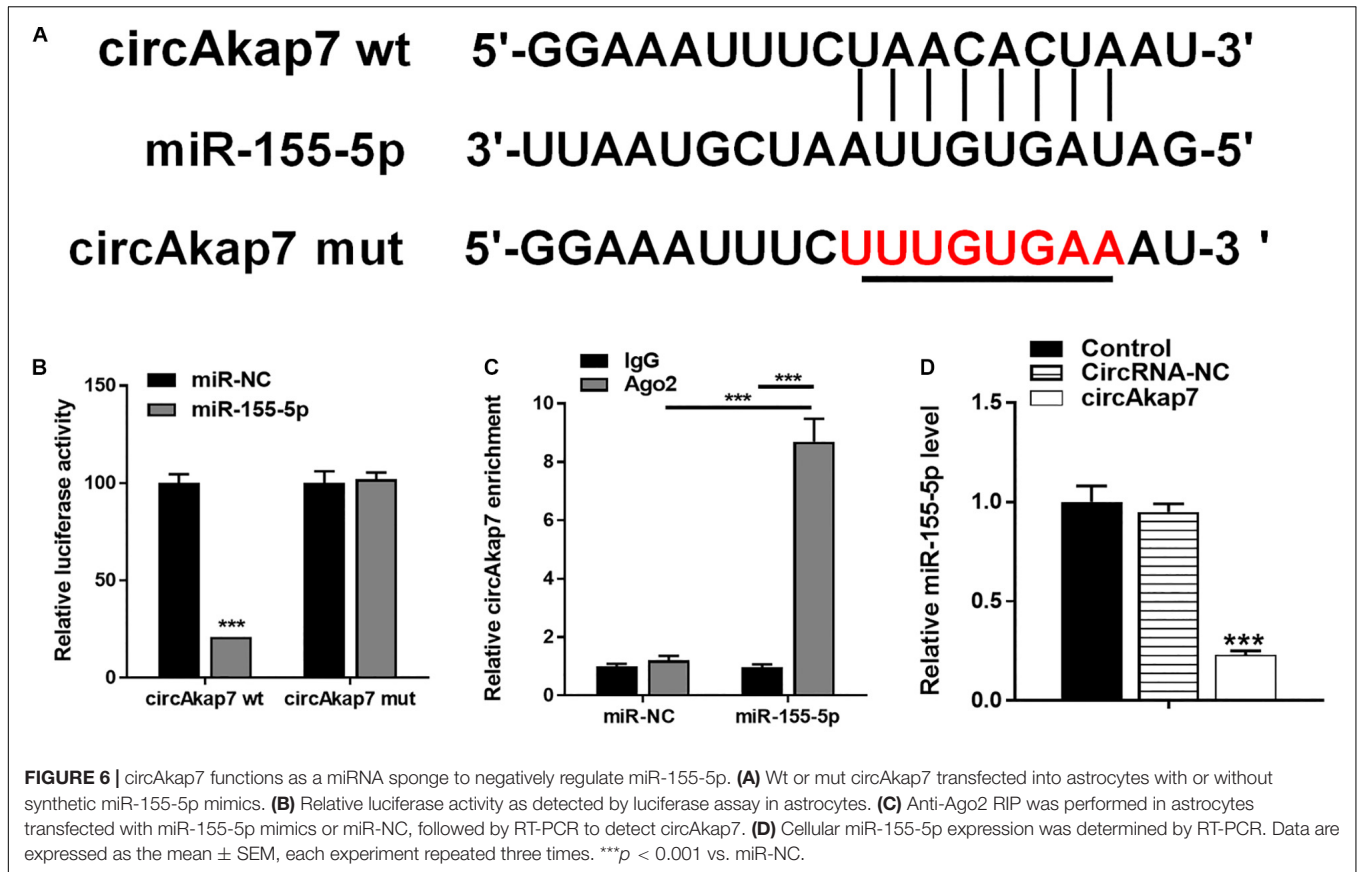 A
circAkap7 wt 5'-GGAAAUUUCUAACACUAAAU-3'
miR-155-5p 3'-UUAAUGCUAAUUGUGAUAG-5'
circAkap7 mut 5'-GGAAAUUUCUUUGUGAAAU-3 '
B
miR-NC
miR-155-5p
Relative luciferase activity
150
100
50
0
***
circAkap7 wt circAkap7 mut
C
IgG
Ago2
Relative circAkap7 enrichment
10
8
6
4
2
0
***
***
miR-NC miR-155-5p
D
Control
CircRNA-NC
circAkap7
Relative miR-155-5p level
1.5
1.0
0.5
0.0
***
FIGURE 6 | circAkap7 functions as a miRNA sponge to negatively regulate miR-155-5p. (A) Wt or mut circAkap7 transfected into astrocytes with or without
synthetic miR-155-5p mimics. (B) Relative luciferase activity as detected by luciferase assay in astrocytes. (C) Anti-Ago2 RIP was performed in astrocytes
transfected with miR-155-5p mimics or miR-NC, followed by RT-PCR to detect circAkap7. (D) Cellular miR-155-5p expression was determined by RT-PCR. Data are
expressed as the mean ± SEM, each experiment repeated three times. ***p < 0.001 vs. miR-NC.